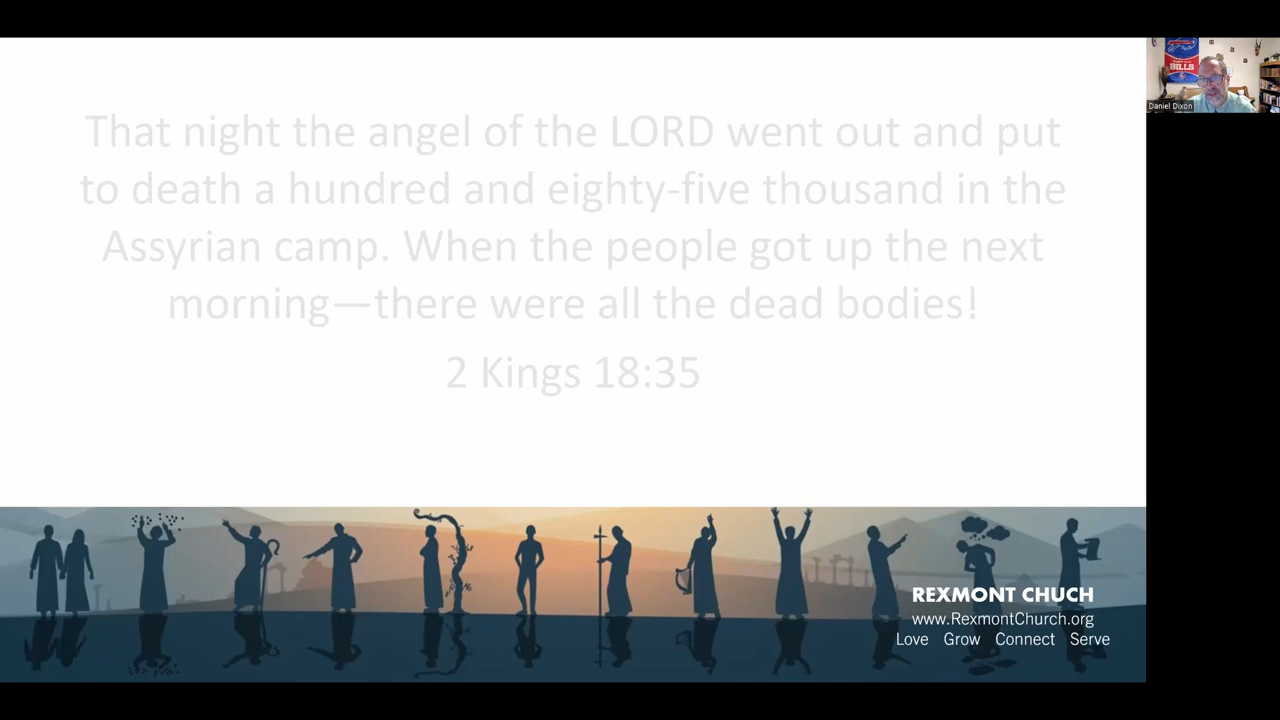 That night the angel of the LORD went out and put
to death a hundred and eighty-five thousand in the
Assyrian camp. When the people got up the next
morning—there were all the dead bodies!
2 Kings 18:35
REXMONT CHUCH
www.RexmontChurch.org
Love Grow Connect Serve
BILLS
Daniel Dixon